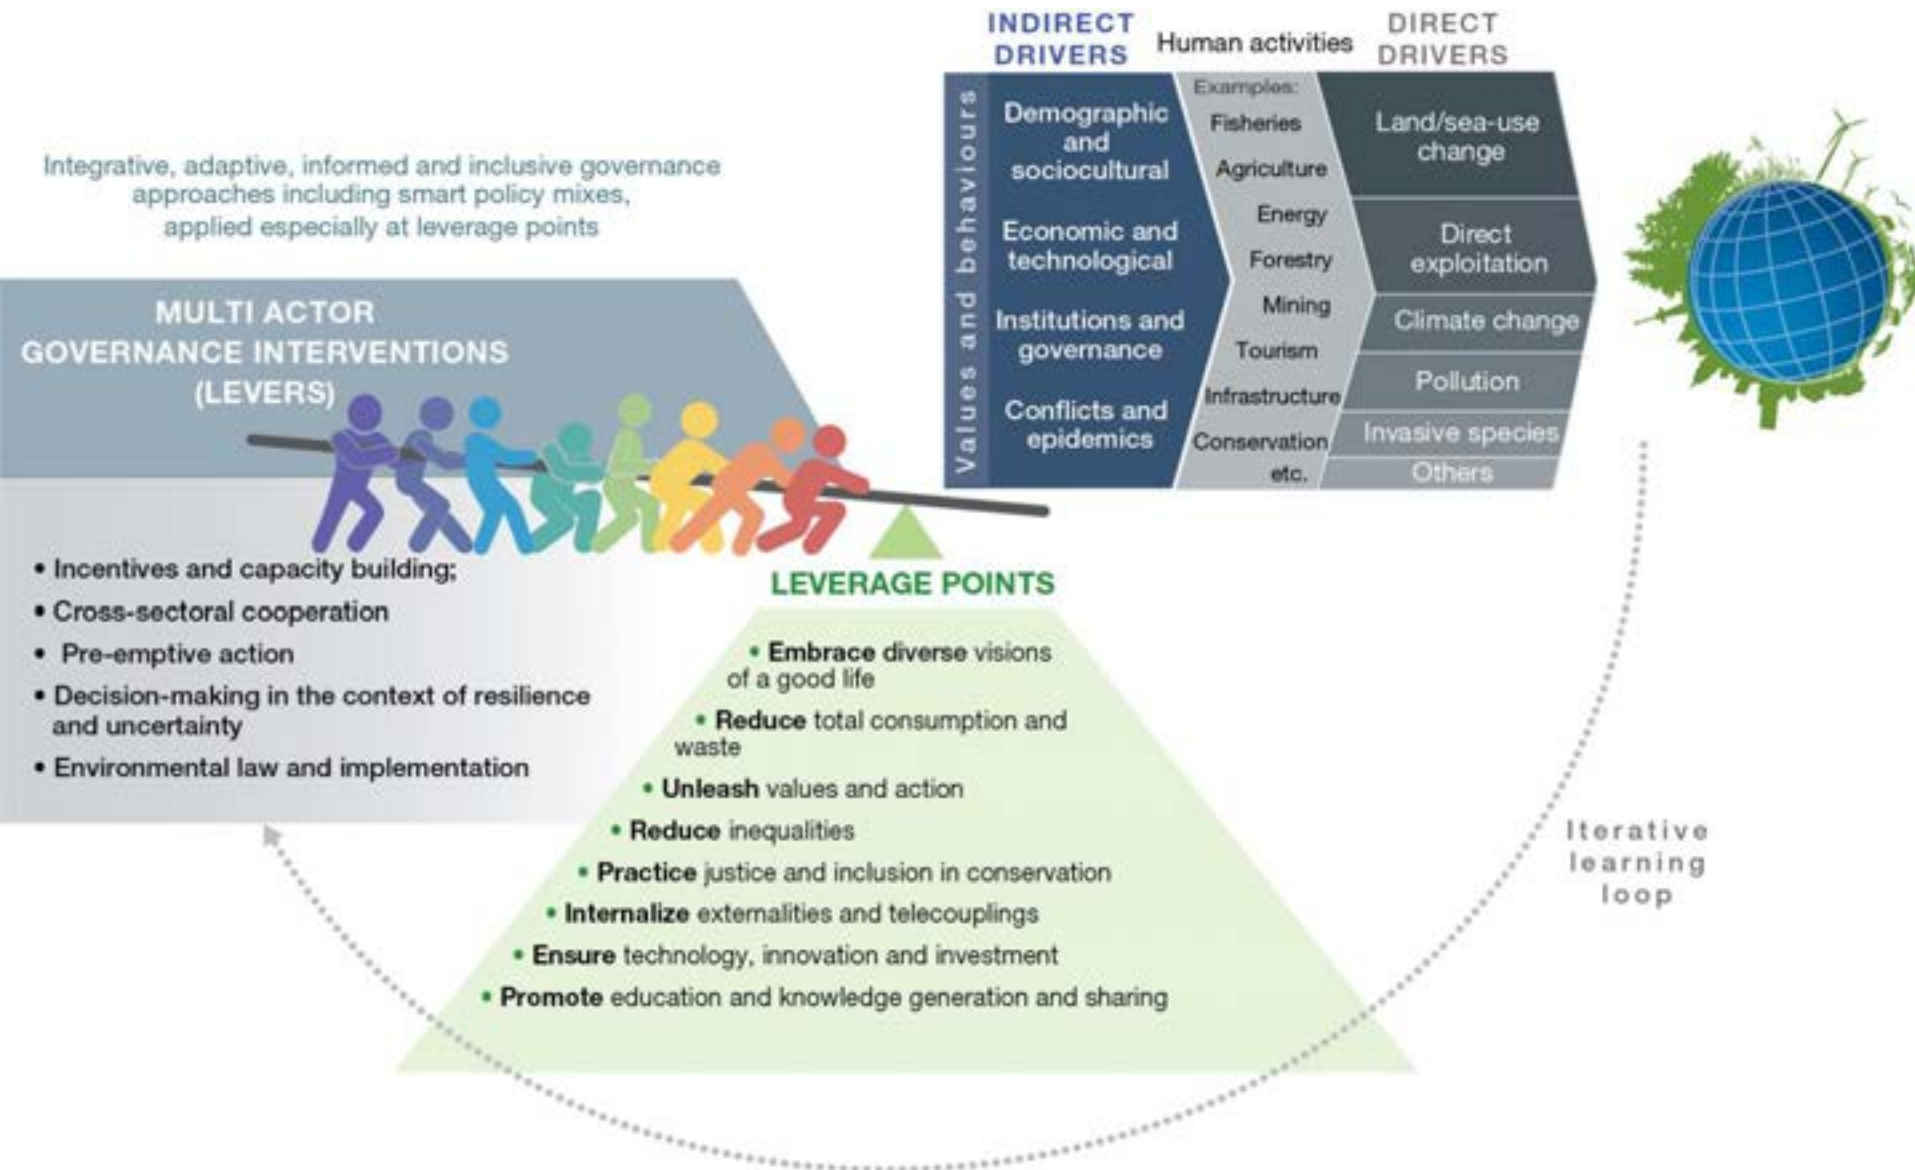 Integrative, adaptive, informed and inclusive governance
approaches including smart policy mixes,
applied especially at leverage points
MULTI ACTOR
GOVERNANCE INTERVENTIONS
(LEVERS)
• Incentives and capacity building;
• Cross-sectoral cooperation
• Pre-emptive action
• Decision-making in the context of resilience
and uncertainty
• Environmental law and implementation
LEVERAGE POINTS
• Embrace diverse visions
of a good life
• Reduce total consumption and
waste
• Unleash values and action
• Reduce inequalities
• Practice justice and inclusion in conservation
• Internalize externalities and telecouplings
• Ensure technology, innovation and investment
• Promote education and knowledge generation and sharing
INDIRECT
DRIVERS
Values and behaviours
Demographic
and
sociocultural
Economic and
technological
Institutions and
governance
Conflicts and
epidemics
Human activities
Examples:
Fisheries
Agriculture
Energy
Forestry
Mining
Tourism
Infrastructure
Conservation
etc.
DIRECT
DRIVERS
Land/sea-use
change
Direct
exploitation
Climate change
Pollution
Invasive species
Others
Iterative
learning
loop